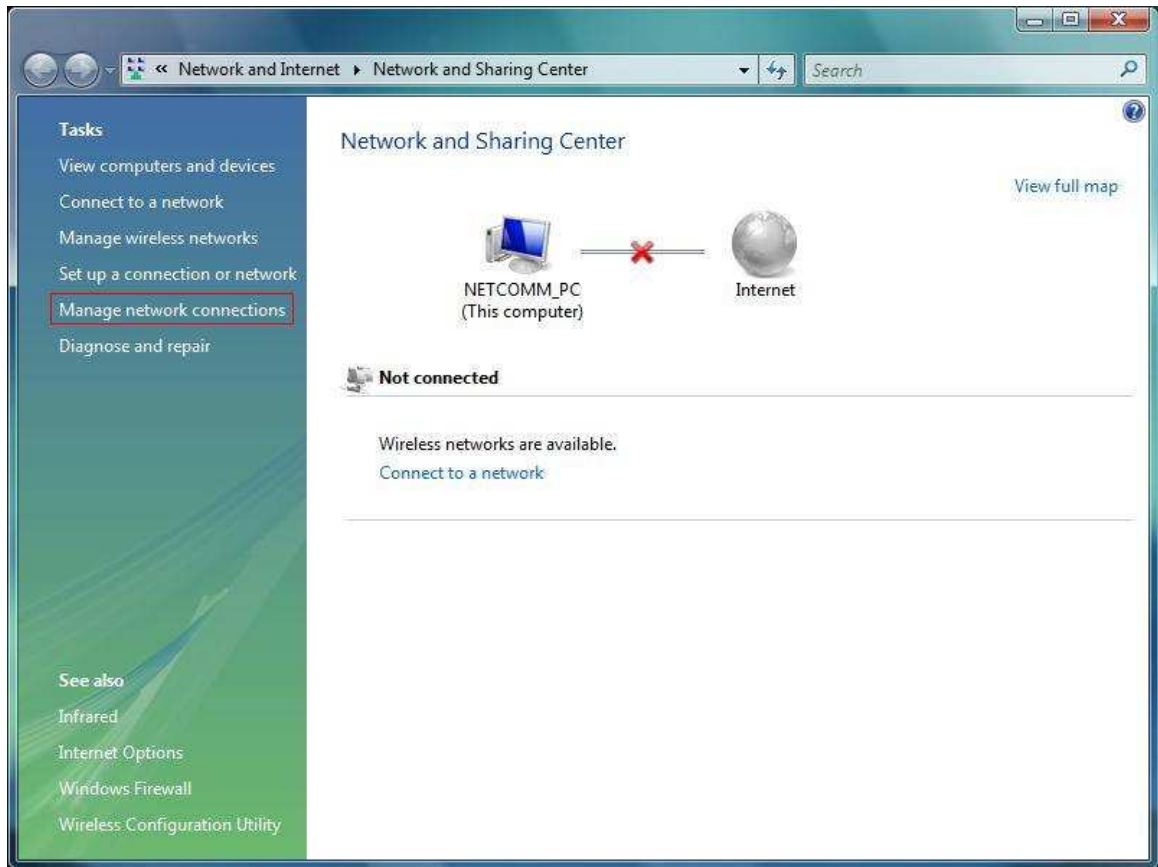 « Network and Internet ▸ Network and Sharing Center
Search
Tasks
View computers and devices
Connect to a network
Manage wireless networks
Set up a connection or network
Manage network connections
Diagnose and repair
See also
Infrared
Internet Options
Windows Firewall
Wireless Configuration Utility
Network and Sharing Center
View full map
NETCOMM_PC
(This computer)
Internet
Not connected
Wireless networks are available.
Connect to a network